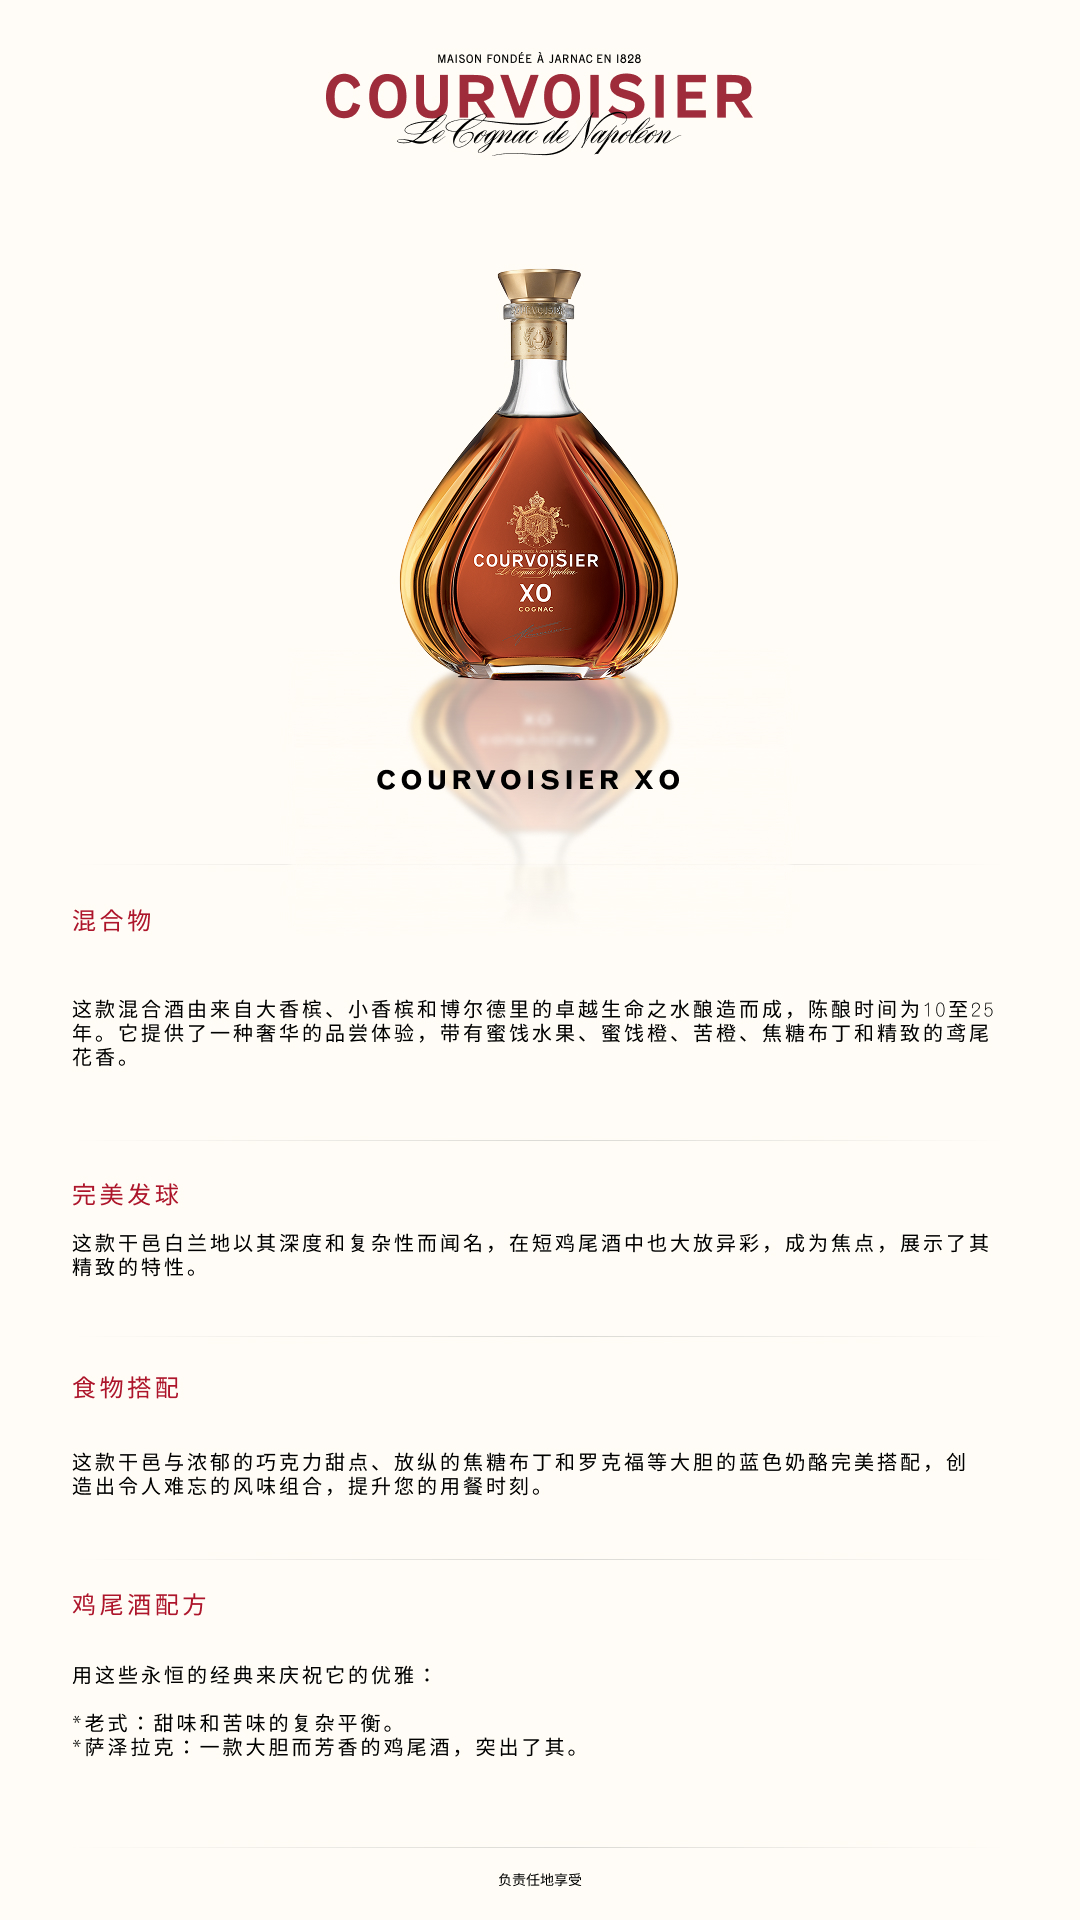 MAISON FONDÉE À JARNAC EN 1828
COURVOISIER
Le Cognac de Napoléon
COURVOISIER
MAISON FONDÉE À JARNAC EN 1828
COURVOISIER
Le Cognac de Napoléon
XO
COGNAC
COURVOISIER XO
混合物
这款混合酒由来自大香槟、小香槟和博尔德里的卓越生命之水酿造而成，陈酿时间为10至25
年。它提供了一种奢华的品尝体验，带有蜜饯水果、蜜饯橙、苦橙、焦糖布丁和精致的鸢尾
花香。
完美发球
这款干邑白兰地以其深度和复杂性而闻名，在短鸡尾酒中也大放异彩，成为焦点，展示了其
精致的特性。
食物搭配
这款干邑与浓郁的巧克力甜点、放纵的焦糖布丁和罗克福等大胆的蓝色奶酪完美搭配，创
造出令人难忘的风味组合，提升您的用餐时刻。
鸡尾酒配方
用这些永恒的经典来庆祝它的优雅：
*老式：甜味和苦味的复杂平衡。
*萨泽拉克：一款大胆而芳香的鸡尾酒，突出了其。
负责任地享受